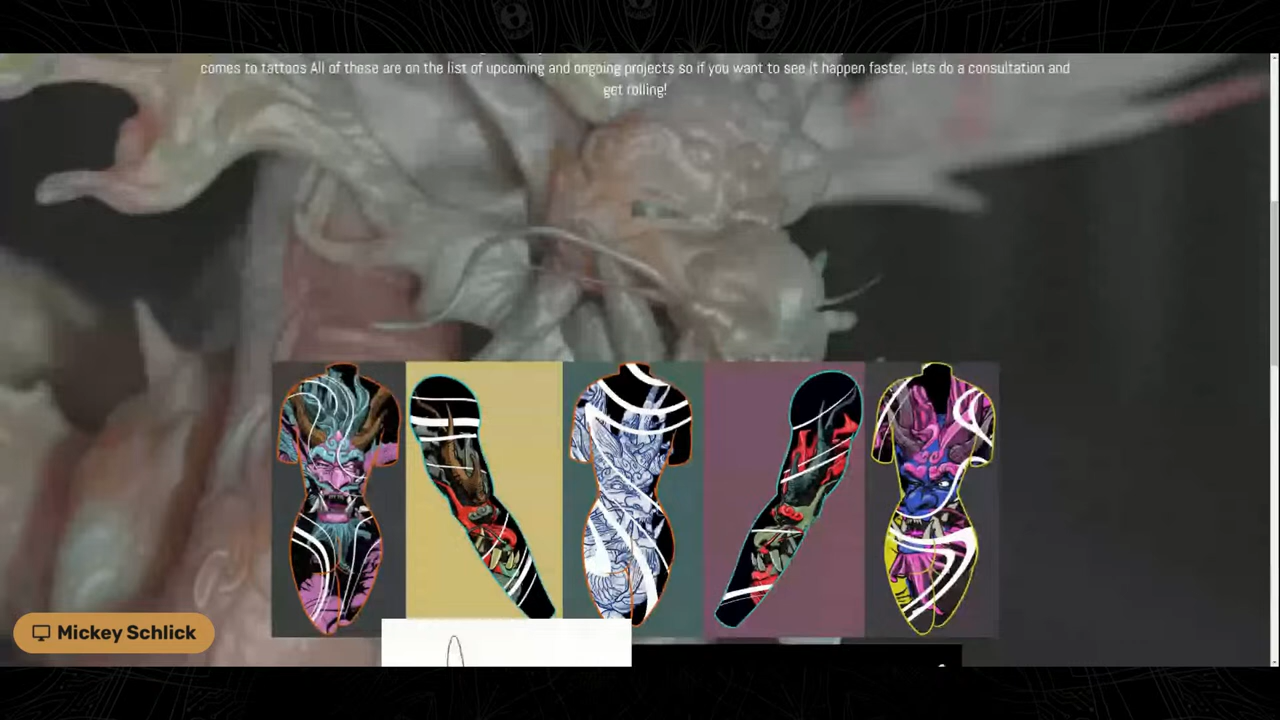 comes to tattoos All of these are on the list of upcoming and ongoing projects so if you want to see it happen faster, lets do a consultation and
get rolling!
Mickey Schlick